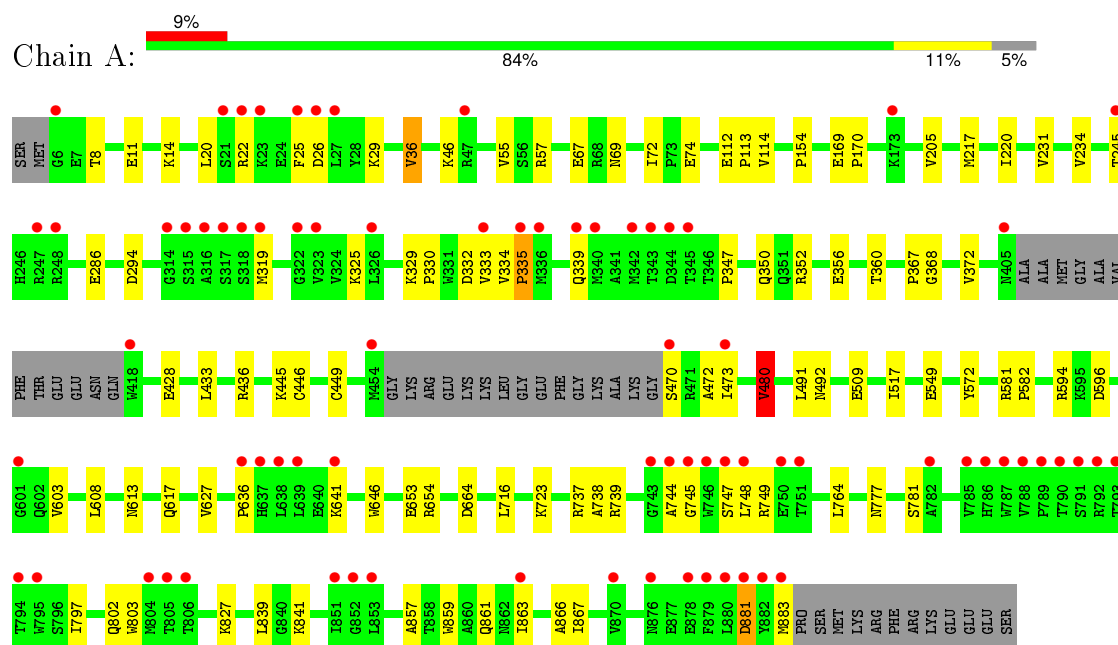 9%
Chain A:
84% 11% 5%
SER MET G6 E7 T8 E11 K14 L20 S21 R22 K23 E24 F25 D26 L27 Y28 K29 V36 K46 R47 V55 S56 R57 E67 R68 N69 I72 P73 E74 E112 P113 V114 P154 E169 P170 K173 V205 M217 I220 V231 V234 T245
H246 R247 R248 E286 D294 G314 S315 A316 S317 S318 M319 G322 V323 V324 K325 L326 K329 P330 W331 D332 V333 V334 P335 M336 Q339 M340 A341 M342 T343 D344 T345 T346 P347 Q350 Q351 R352 E356 T360 P367 G368 V372 N405 ALA ALA MET GLY ALA VAL
PHE THR GLU GLU ASN GLN W418 E428 L433 R436 K445 C446 C449 M454 GLY LYS ARG GLU LYS LYS LEU GLY GLU PHE GLY LYS ALA LYS GLY S470 R471 A472 I473 V480 L491 N492 E509 I517 E549 Y572 R581 P582 R594 K595 D596
G601 Q602 V603 L608 N613 Q617 V627 P636 H637 L638 L639 E640 K641 W646 E653 R654 D664 L716 K723 R737 A738 R739 G743 A744 G745 W746 S747 L748 R749 E750 T751 L764 N777 S781 A782 V785 H786 W787 V788 P789 T790 S791 R792 T793
T794 W795 S796 I797 Q802 W803 M804 T805 T806 K827 L839 G840 K841 I851 G852 L853 A857 T858 W859 A860 Q861 N862 I863 A866 I867 V870 N876 E877 E878 F879 L880 D881 Y882 M883 PRO SER MET LYS ARG PHE ARG LYS GLU GLU GLU SER